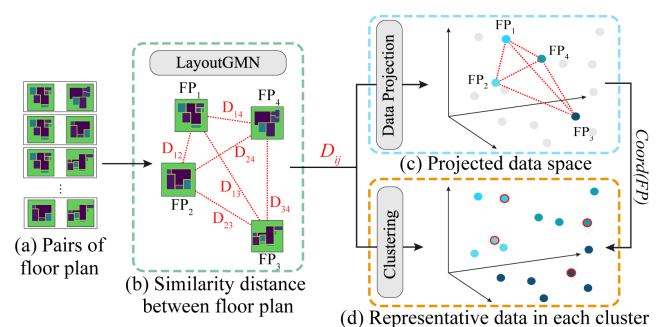 (a) Pairs of
floor plan
LayoutGMN
FP1
FP4
FP2
FP3
D14
D12
D24
D13
D23
D34
(b) Similarity distance
between floor plan
Dij
Data Projection
FP1
FP4
FP2
FP3
(c) Projected data space
Coord(FP)
Clustering
(d) Representative data in each cluster